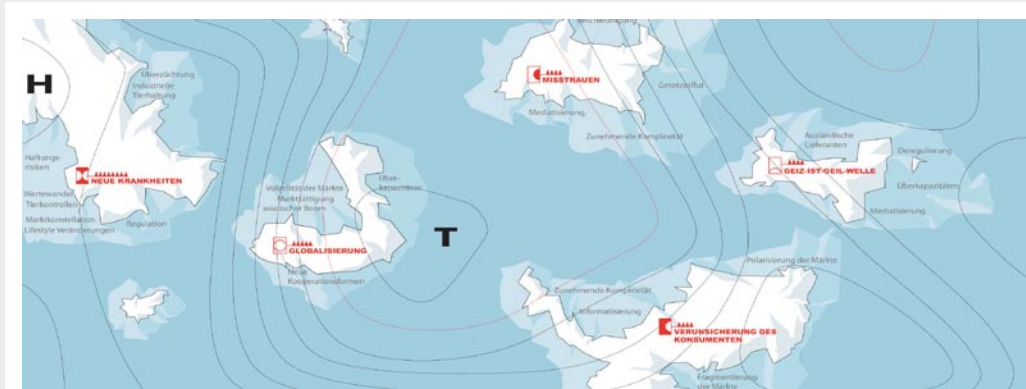 H
Überzüchtung
Industrielle
Tierhaltung
Haftungs-
risiken
NEUE KRANKHEITEN
Wertewandel
Tierkontrollen
Marktkonstellation
Lifestyle Veränderungen
Regulation
Volatilität der Märkte
Marktsättigung
asiatischer Boom
Über-
kapazitäten
GLOBALISIERUNG
Neue
Kooperationsformen
T
MISSTRAUEN
Gesetzesflut
Mediatisierung
Zunehmende Komplexität
Ausländische
Lieferanten
Deregulierung
GEIZ-IST-GEIL-WELLE
Überkapazitäten
Mediatisierung
Polarisierung der Märkte
Zunehmende Komplexität
Informatisierung
VERUNSICHERUNG DES
KONSUMENTEN
Fragmentierung
der Märkte